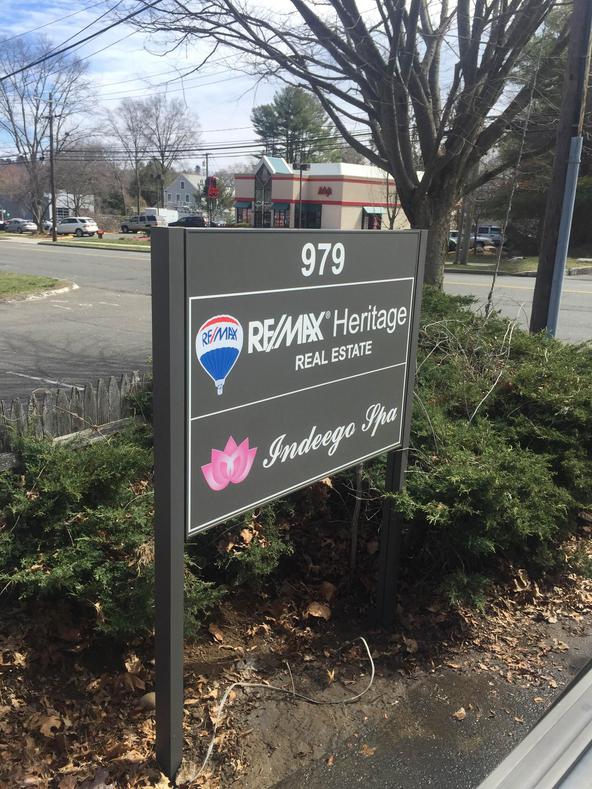 979
RE/MAX
RE/MAX® Heritage
REAL ESTATE
Indeego Spa